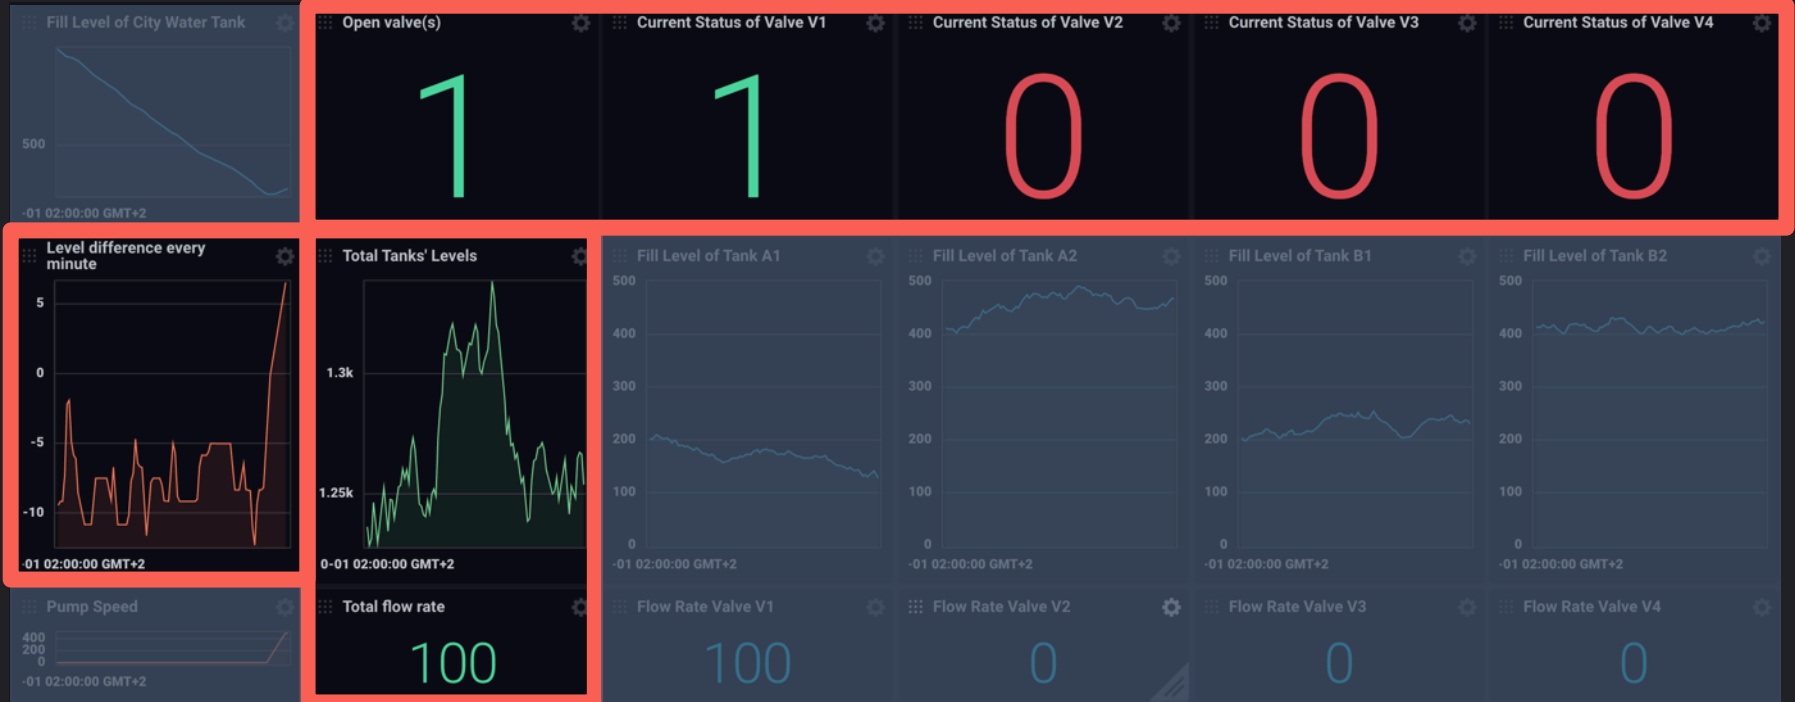 Fill Level of City Water Tank
500
-01 02:00:00 GMT+2
Open valve(s)
1
Current Status of Valve V1
1
Current Status of Valve V2
0
Current Status of Valve V3
0
Current Status of Valve V4
0
Level difference every
minute
5
0
-5
-10
-01 02:00:00 GMT+2
Total Tanks' Levels
1.3k
1.25k
0-01 02:00:00 GMT+2
Fill Level of Tank A1
500
400
300
200
100
0
-01 02:00:00 GMT+2
Fill Level of Tank A2
500
400
300
200
100
0
-01 02:00:00 GMT+2
Fill Level of Tank B1
500
400
300
200
100
0
-01 02:00:00 GMT+2
Fill Level of Tank B2
500
400
300
200
100
0
-01 02:00:00 GMT+2
Pump Speed
400
200
0
-01 02:00:00 GMT+2
Total flow rate
100
Flow Rate Valve V1
100
Flow Rate Valve V2
0
Flow Rate Valve V3
0
Flow Rate Valve V4
0